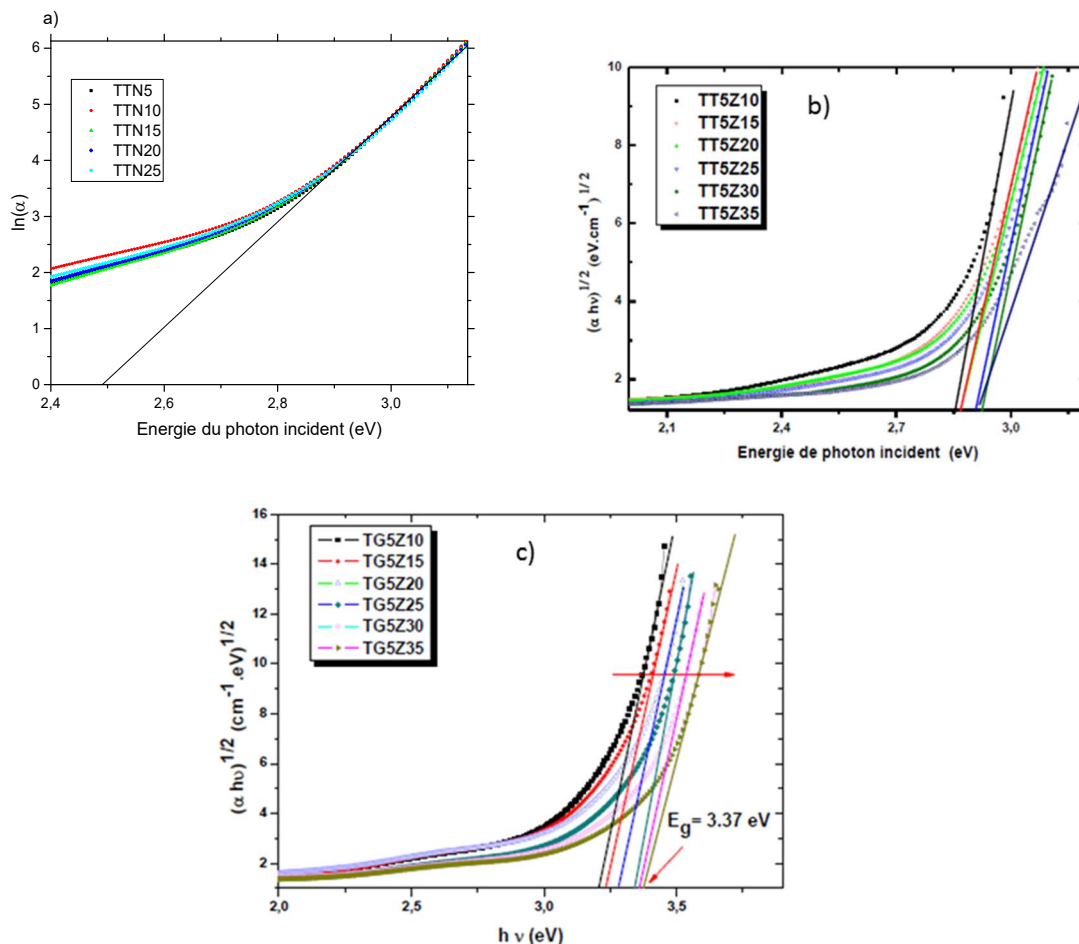 a)
6
5
4
3
2
1
0
ln(α)
TTN5
TTN10
TTN15
TTN20
TTN25
2,4
2,6
2,8
3,0
Energie du photon incident (eV)
b)
10
8
6
4
2
(α hν)^1/2 (eV.cm^-1)^1/2
TT5Z10
TT5Z15
TT5Z20
TT5Z25
TT5Z30
TT5Z35
2,1
2,4
2,7
3,0
Energie de photon incident (eV)
c)
16
14
12
10
8
6
4
2
(α hυ)^1/2 (cm^-1.eV)^1/2
TG5Z10
TG5Z15
TG5Z20
TG5Z25
TG5Z30
TG5Z35
E_g= 3.37 eV
2,0
2,5
3,0
3,5
h ν (eV)